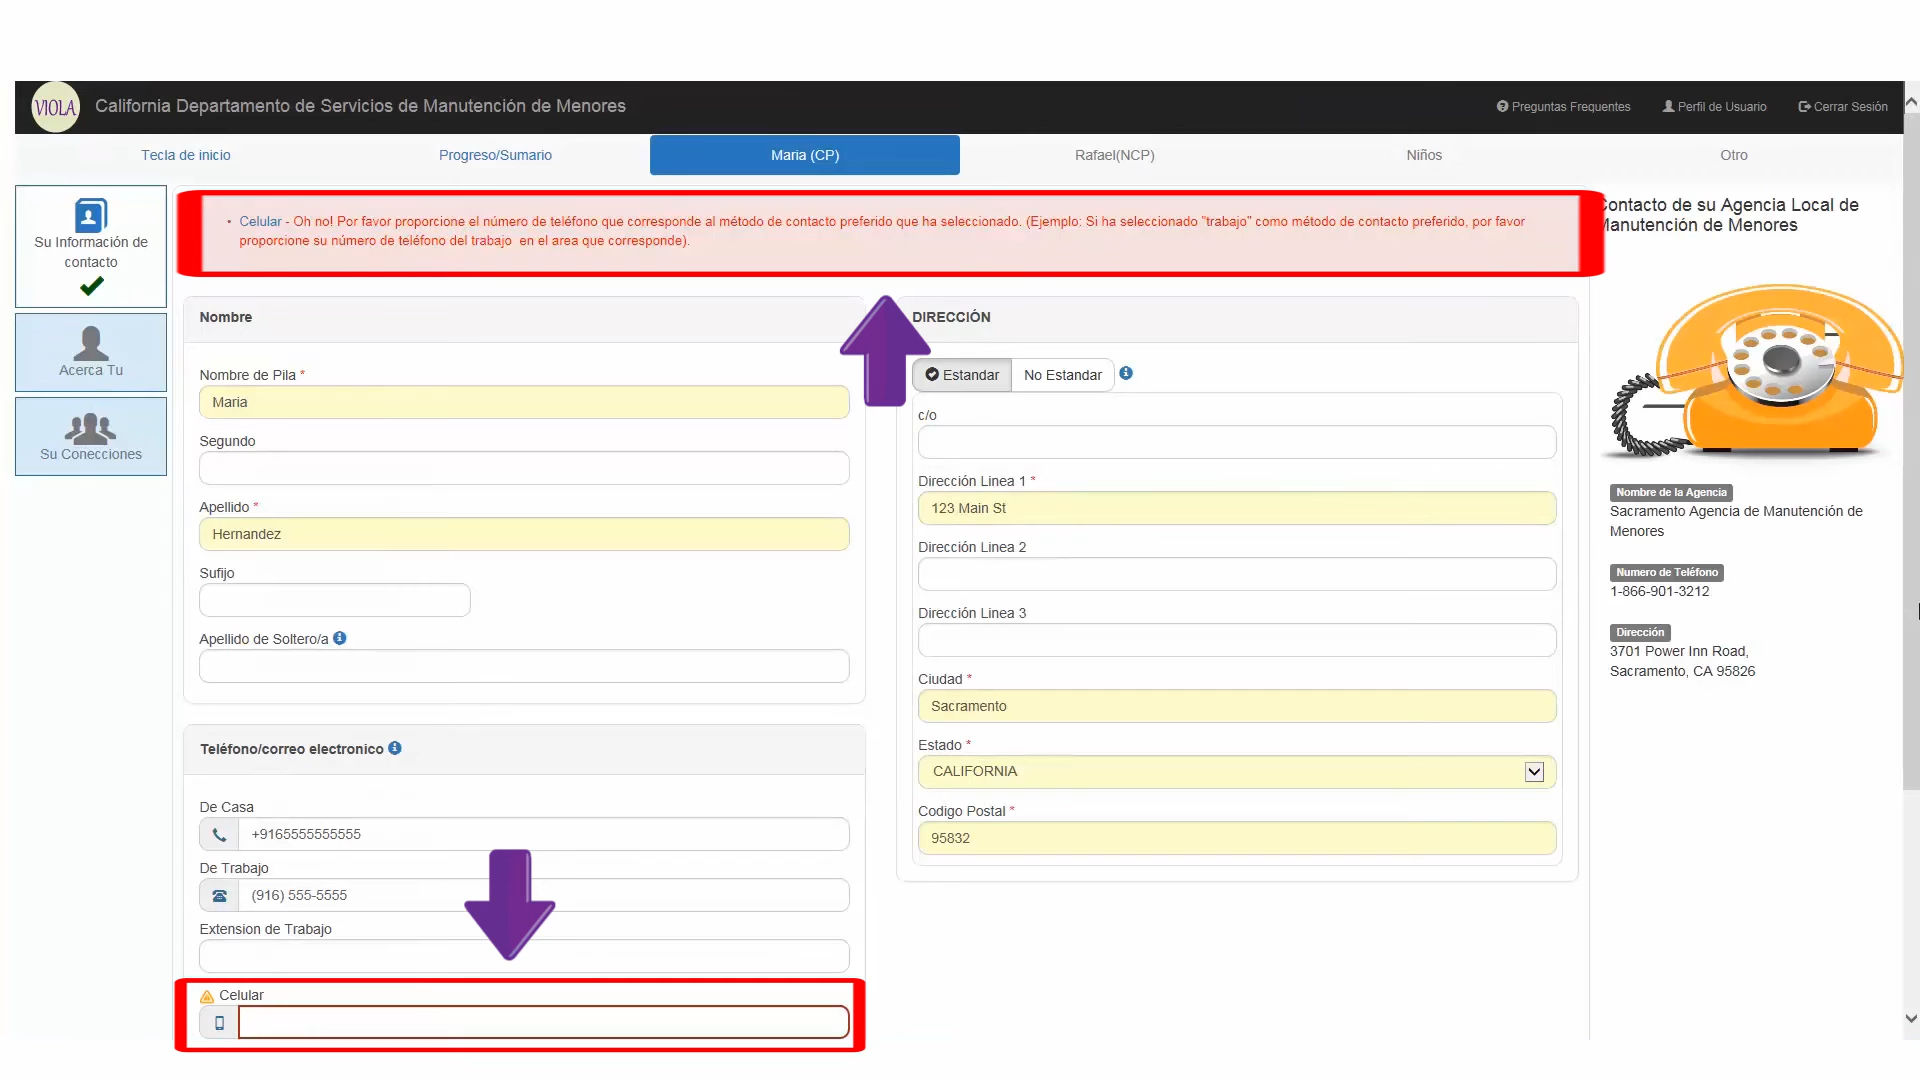 VIOLA California Departamento de Servicios de Manutención de Menores Preguntas Frequentes Perfil de Usuario Cerrar Sesión
Tecla de inicio Progreso/Sumario Maria (CP) Rafael(NCP) Niños Otro
Su Información de
contacto
Acerca Tu
Su Conecciones
• Celular - Oh no! Por favor proporcione el número de teléfono que corresponde al método de contacto preferido que ha seleccionado. (Ejemplo: Si ha seleccionado "trabajo" como método de contacto preferido, por favor
proporcione su número de teléfono del trabajo en el area que corresponde).
Nombre
Nombre de Pila *
Maria
Segundo
Apellido *
Hernandez
Sufijo
Apellido de Soltero/a
Teléfono/correo electronico
De Casa
+9165555555555
De Trabajo
(916) 555-5555
Extension de Trabajo
Celular
DIRECCIÓN
Estandar No Estandar
c/o
Dirección Linea 1 *
123 Main St
Dirección Linea 2
Dirección Linea 3
Ciudad *
Sacramento
Estado *
CALIFORNIA
Codigo Postal *
95832
Contacto de su Agencia Local de
Manutención de Menores
Nombre de la Agencia
Sacramento Agencia de Manutención de
Menores
Numero de Teléfono
1-866-901-3212
Dirección
3701 Power Inn Road,
Sacramento, CA 95826